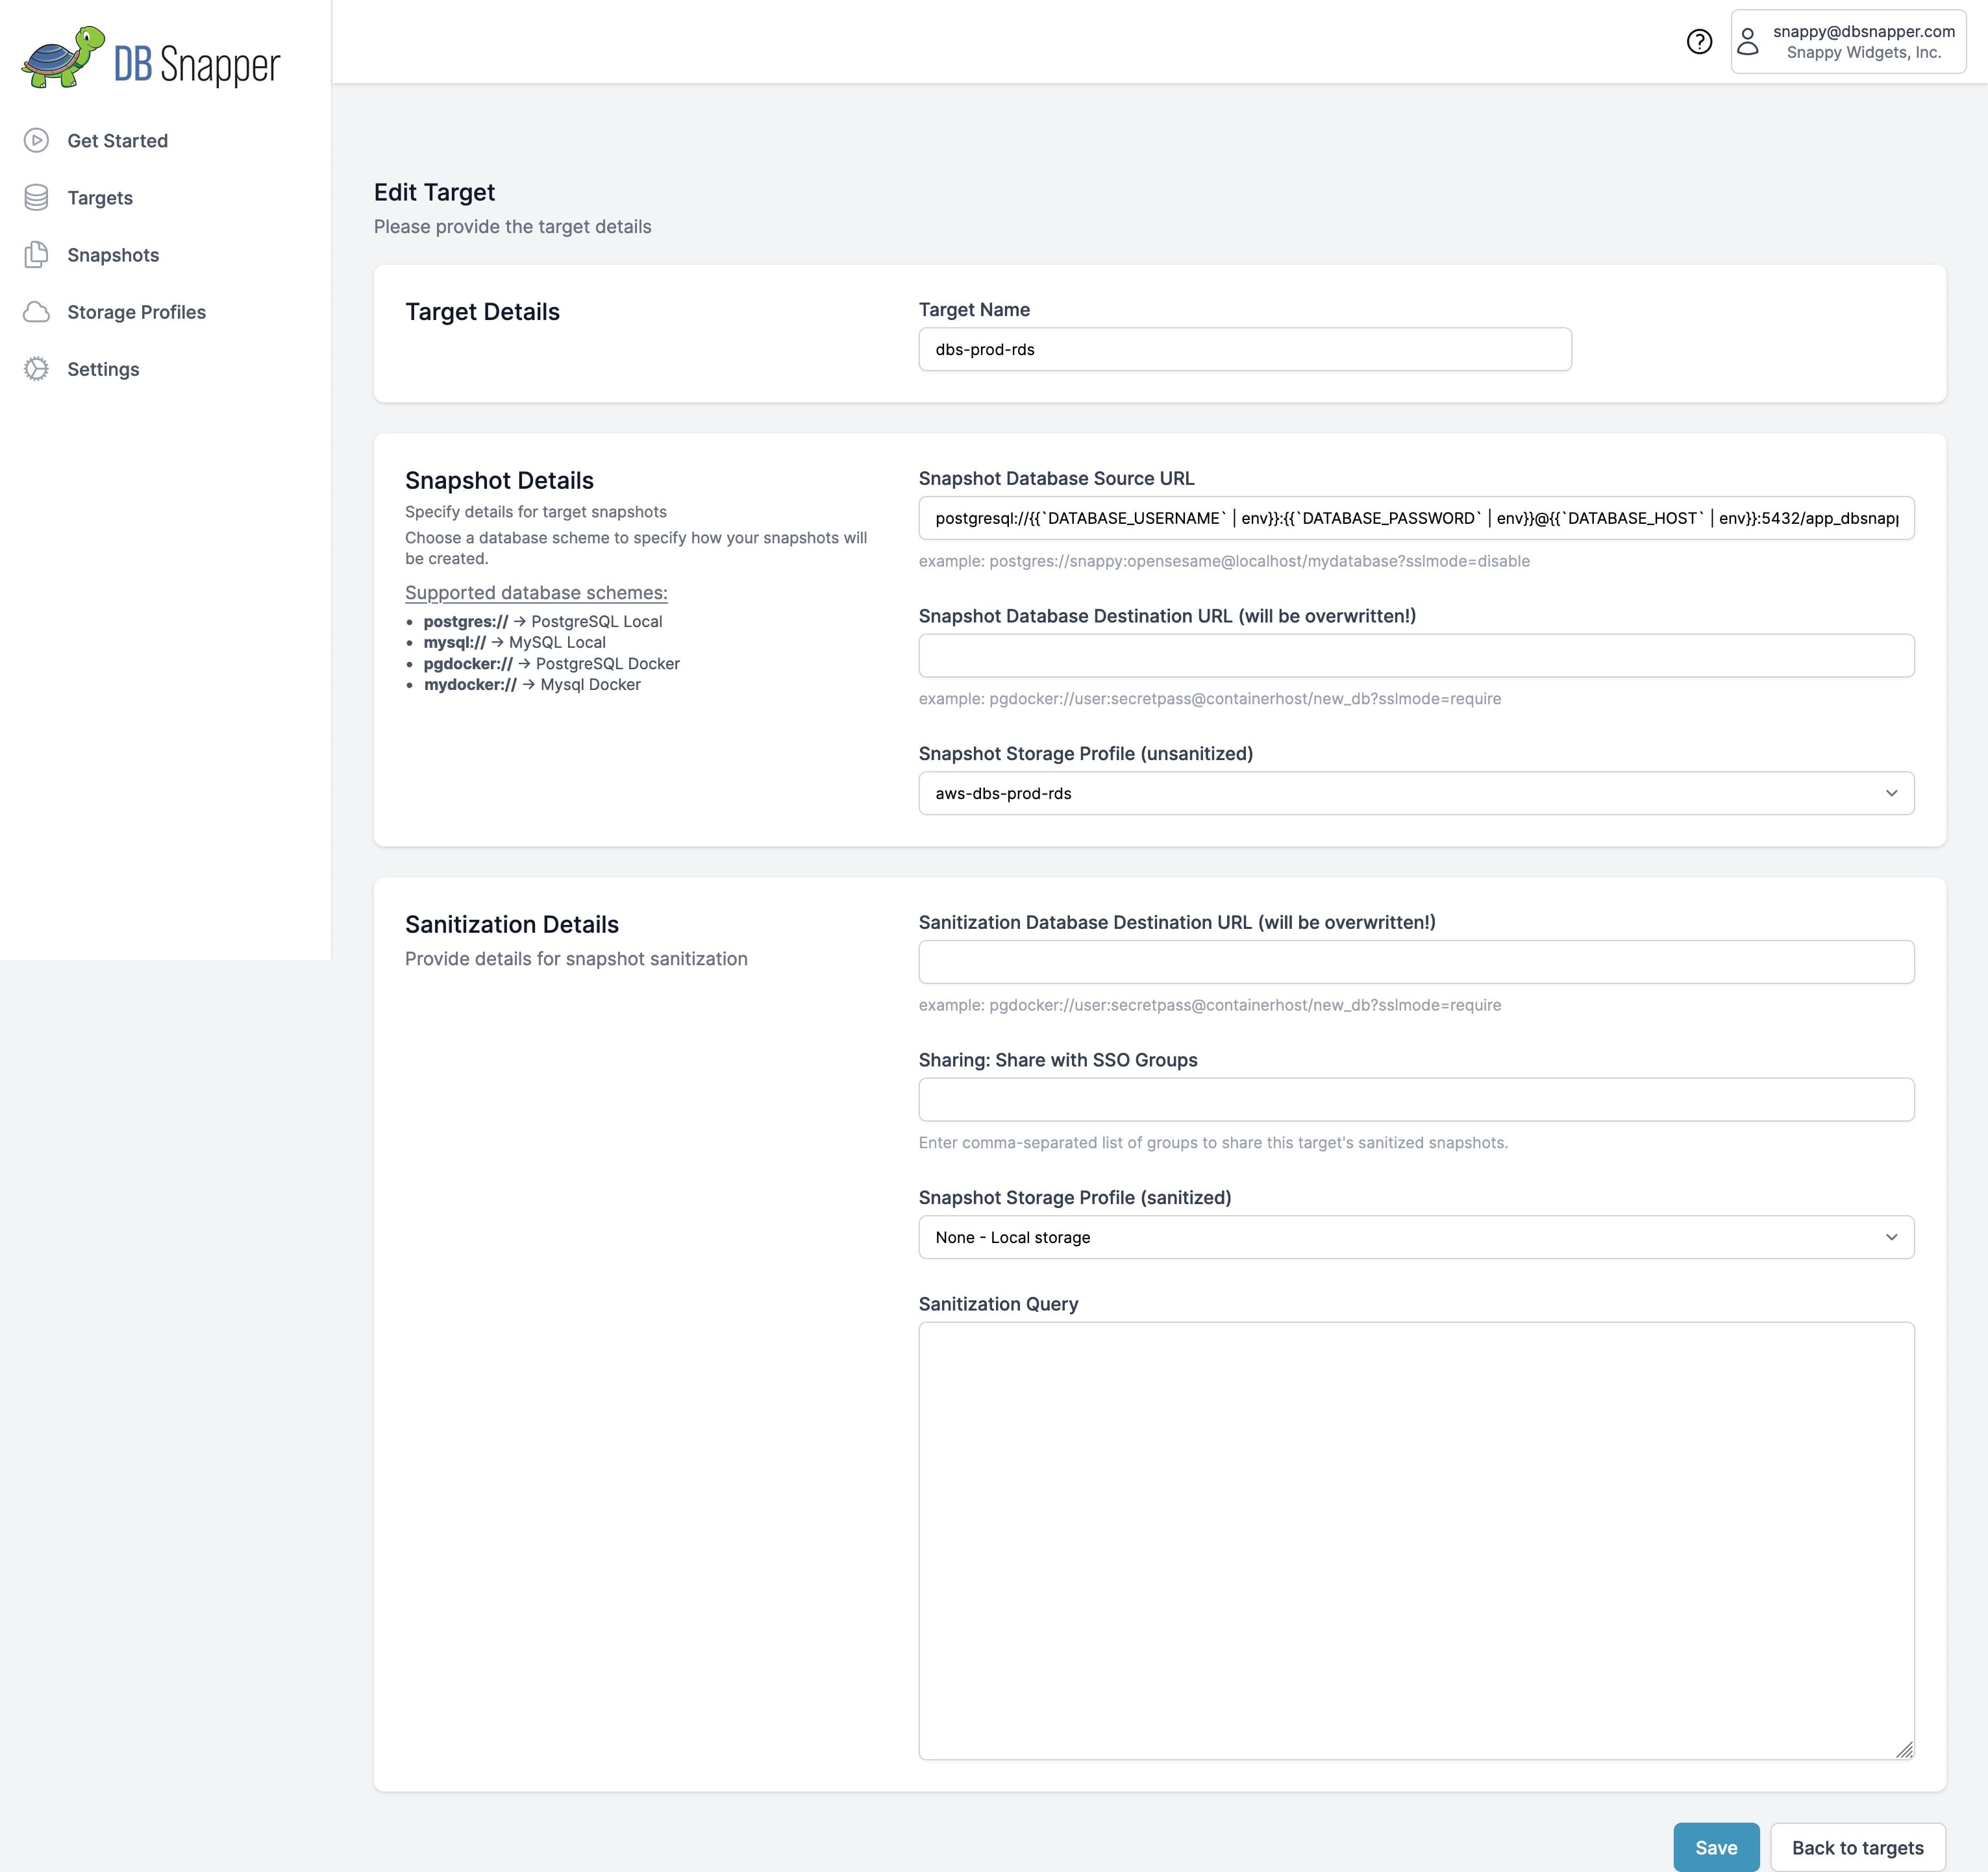 DB Snapper
snappy@dbsnapper.com
Snappy Widgets, Inc.
Get Started
Targets
Snapshots
Storage Profiles
Settings
Edit Target
Please provide the target details
Target Details
Target Name
dbs-prod-rds
Snapshot Details
Specify details for target snapshots
Choose a database scheme to specify how your snapshots will
be created.
Supported database schemes:
• postgres:// → PostgreSQL Local
• mysql:// → MySQL Local
• pgdocker:// → PostgreSQL Docker
• mydocker:// → Mysql Docker
Snapshot Database Source URL
postgresql://{{`DATABASE_USERNAME` | env}}:{{`DATABASE_PASSWORD` | env}}@{{`DATABASE_HOST` | env}}:5432/app_dbsnapp
example: postgres://snappy:opensesame@localhost/mydatabase?sslmode=disable
Snapshot Database Destination URL (will be overwritten!)
example: pgdocker://user:secretpass@containerhost/new_db?sslmode=require
Snapshot Storage Profile (unsanitized)
aws-dbs-prod-rds
Sanitization Details
Provide details for snapshot sanitization
Sanitization Database Destination URL (will be overwritten!)
example: pgdocker://user:secretpass@containerhost/new_db?sslmode=require
Sharing: Share with SSO Groups
Enter comma-separated list of groups to share this target's sanitized snapshots.
Snapshot Storage Profile (sanitized)
None - Local storage
Sanitization Query
Save
Back to targets